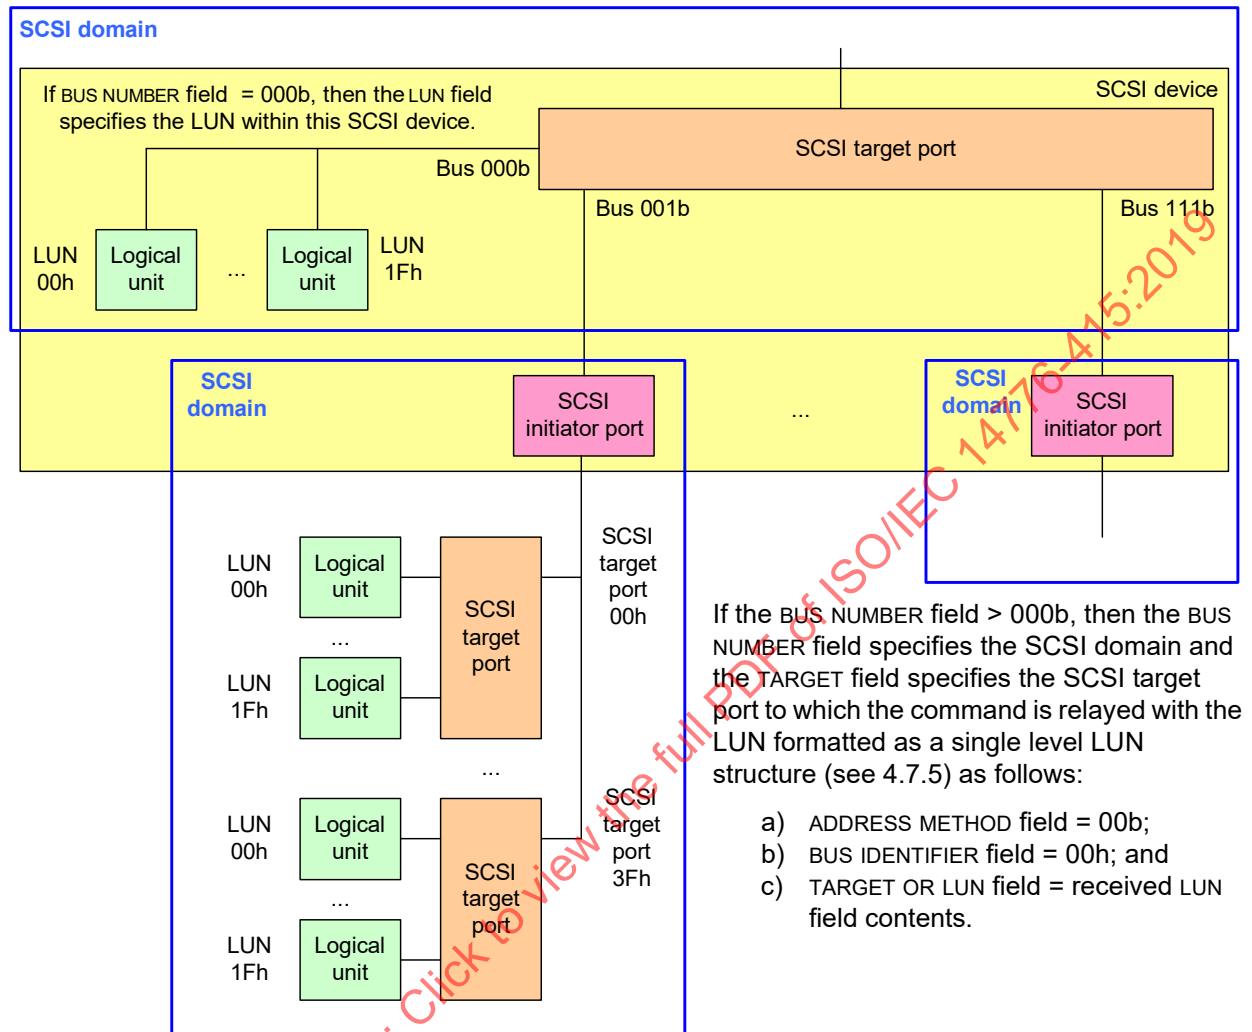 SCSI domain
If BUS NUMBER field = 000b, then the LUN field
specifies the LUN within this SCSI device.
SCSI device
SCSI target port
Bus 000b
Bus 001b
Bus 111b
LUN
00h
Logical
unit
...
Logical
unit
LUN
1Fh
SCSI
domain
SCSI
initiator port
...
SCSI
domain
SCSI
initiator port
LUN
00h
Logical
unit
...
LUN
1Fh
Logical
unit
SCSI
target
port
SCSI
target
port
00h
...
LUN
00h
Logical
unit
...
LUN
1Fh
Logical
unit
SCSI
target
port
SCSI
target
port
3Fh
If the BUS NUMBER field > 000b, then the BUS
NUMBER field specifies the SCSI domain and
the TARGET field specifies the SCSI target
port to which the command is relayed with the
LUN formatted as a single level LUN
structure (see 4.7.5) as follows:
a) ADDRESS METHOD field = 00b;
b) BUS IDENTIFIER field = 00h; and
c) TARGET OR LUN field = received LUN
field contents.
: Click to view the full PDF of ISO/IEC 14776-415:2019